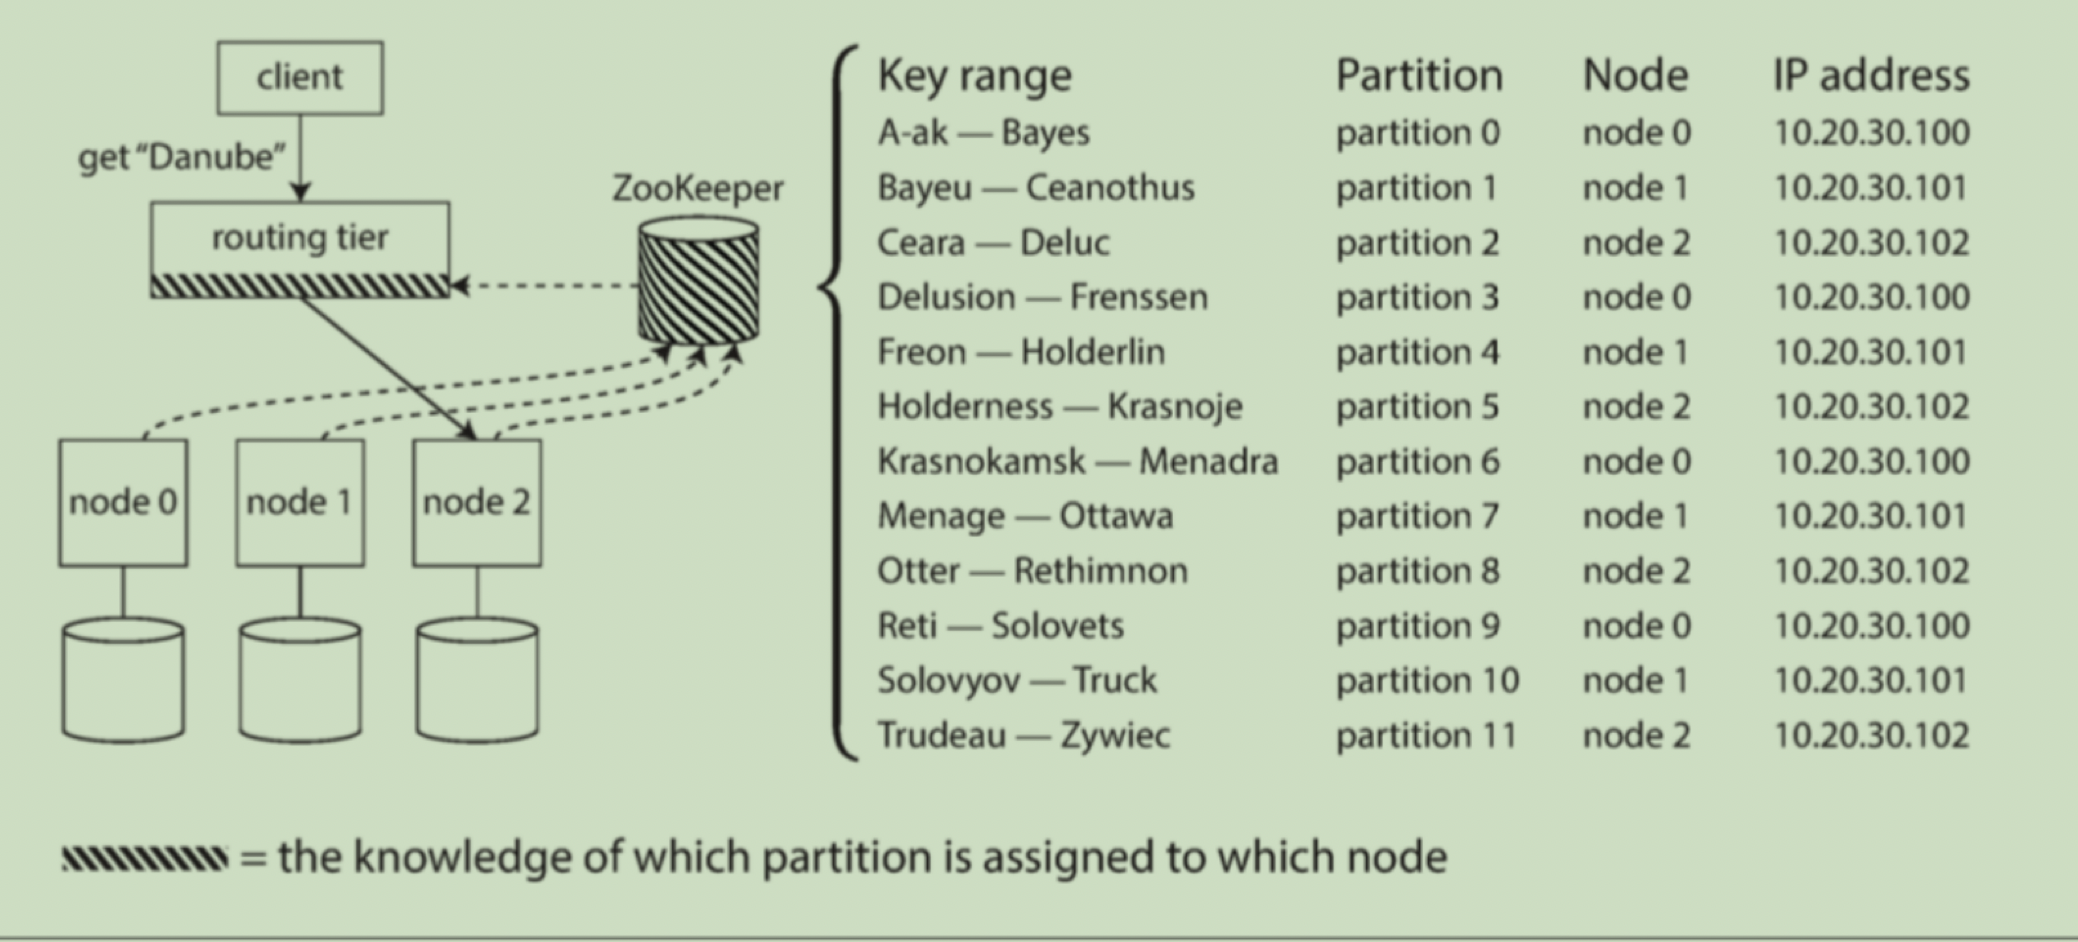 client
get “Danube”
routing tier
ZooKeeper
node 0
node 1
node 2
Key range Partition Node IP address
A-ak — Bayes partition 0 node 0 10.20.30.100
Bayeu — Ceanothus partition 1 node 1 10.20.30.101
Ceara — Deluc partition 2 node 2 10.20.30.102
Delusion — Frenssen partition 3 node 0 10.20.30.100
Freon — Holderlin partition 4 node 1 10.20.30.101
Holderness — Krasnoje partition 5 node 2 10.20.30.102
Krasnokamsk — Menadra partition 6 node 0 10.20.30.100
Menage — Ottawa partition 7 node 1 10.20.30.101
Otter — Rethimnon partition 8 node 2 10.20.30.102
Reti — Solovets partition 9 node 0 10.20.30.100
Solovyov — Truck partition 10 node 1 10.20.30.101
Trudeau — Zywiec partition 11 node 2 10.20.30.102
= the knowledge of which partition is assigned to which node